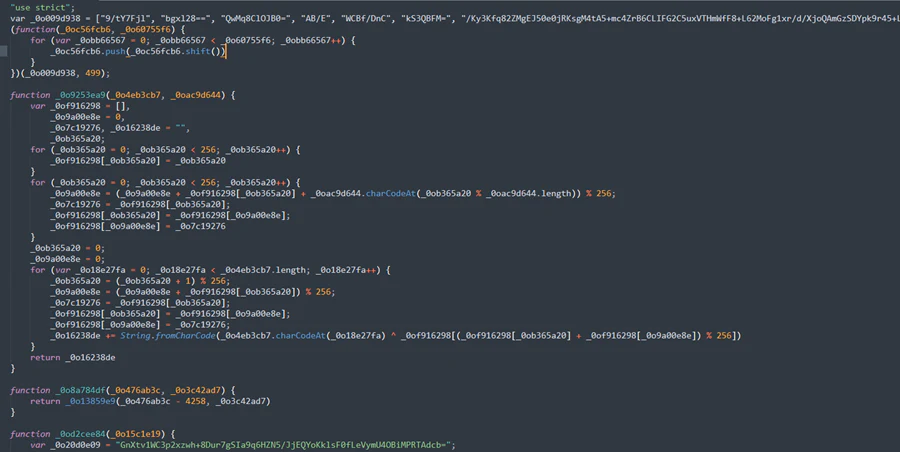 "use strict";
var _0o009d938 = ["9/tY7Fjl", "bgxl28==", "QwMq8C1OJB0=", "AB/E", "WCBf/DnC", "kS3QBFM=", "/Ky3Kfq82ZMgEJ50e0jRKsgM4tA5+mc4ZrB6CLIFG2C5uxVTHmWfF8+L62MoFg1xr/d/XjoQAmGzSDYpk9r45+L
(function(_0oc56fcb6, _0o60755f6) {
for (var _0obb66567 = 0; _0obb66567 < _0o60755f6; _0obb66567++) {
_0oc56fcb6.push(_0oc56fcb6.shift())
}
})(_0o009d938, 499);
function _0o9253ea9(_0o4eb3cb7, _0oac9d644) {
var _0of916298 = [],
_0o9a00e8e = 0,
_0o7c19276, _0o16238de = "",
_0ob365a20;
for (_0ob365a20 = 0; _0ob365a20 < 256; _0ob365a20++) {
_0of916298[_0ob365a20] = _0ob365a20
}
for (_0ob365a20 = 0; _0ob365a20 < 256; _0ob365a20++) {
_0o9a00e8e = (_0o9a00e8e + _0of916298[_0ob365a20] + _0oac9d644.charCodeAt(_0ob365a20 % _0oac9d644.length)) % 256;
_0o7c19276 = _0of916298[_0ob365a20];
_0of916298[_0ob365a20] = _0of916298[_0o9a00e8e];
_0of916298[_0o9a00e8e] = _0o7c19276
}
_0ob365a20 = 0;
_0o9a00e8e = 0;
for (var _0o18e27fa = 0; _0o18e27fa < _0o4eb3cb7.length; _0o18e27fa++) {
_0ob365a20 = (_0ob365a20 + 1) % 256;
_0o9a00e8e = (_0o9a00e8e + _0of916298[_0ob365a20]) % 256;
_0o7c19276 = _0of916298[_0ob365a20];
_0of916298[_0ob365a20] = _0of916298[_0o9a00e8e];
_0of916298[_0o9a00e8e] = _0o7c19276;
_0o16238de += String.fromCharCode(_0o4eb3cb7.charCodeAt(_0o18e27fa) ^ _0of916298[(_0of916298[_0ob365a20] + _0of916298[_0o9a00e8e]) % 256])
}
return _0o16238de
}
function _0o8a784df(_0o476ab3c, _0o3c42ad7) {
return _0o13859e9(_0o476ab3c - 4258, _0o3c42ad7)
}
function _0od2cee84(_0o15c1e19) {
var _0o20d0e09 = "GnXtv1WC3p2xzwh+8Dur7gSIa9q6HZN5/JjEQYoKklsF0fLeVymU4OBiMPRTAdcb=";